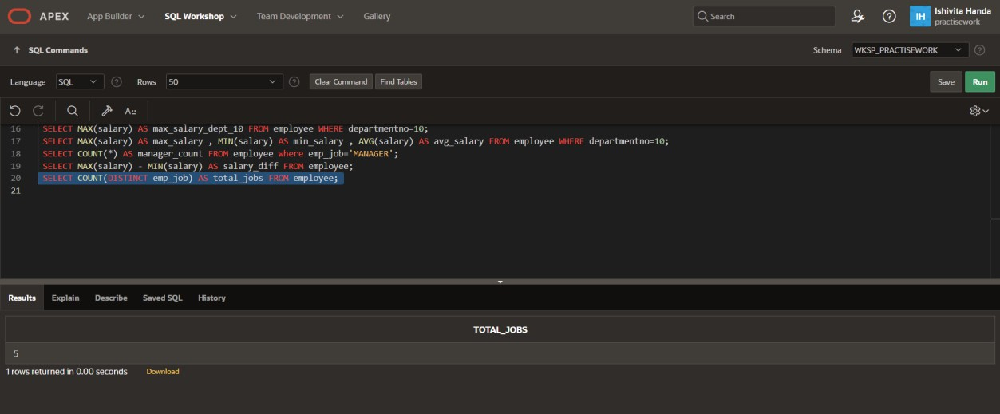 APEX App Builder SQL Workshop Team Development Gallery Search ? IH Ishivita Handa
practisework
↑ SQL Commands Schema WKSP_PRACTISEWORK ?
Language SQL ? Rows 50 ? Clear Command Find Tables Save Run
A::
16 SELECT MAX(salary) AS max_salary_dept_10 FROM employee WHERE departmentno=10;
17 SELECT MAX(salary) AS max_salary , MIN(salary) AS min_salary , AVG(salary) AS avg_salary FROM employee WHERE departmentno=10;
18 SELECT COUNT(*) AS manager_count FROM employee where emp_job='MANAGER';
19 SELECT MAX(salary) - MIN(salary) AS salary_diff FROM employee;
20 SELECT COUNT(DISTINCT emp_job) AS total_jobs FROM employee;
21
Results Explain Describe Saved SQL History
TOTAL_JOBS
5
1 rows returned in 0.00 seconds Download